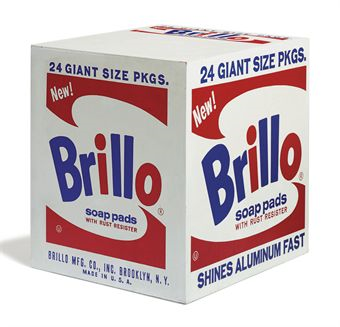 24 GIANT SIZE PKGS.
New!
Brillo®
soap pads
WITH RUST RESISTER
BRILLO MFG. CO., INC. BROOKLYN, N. Y.
MADE IN U. S. A.
24 GIANT SIZE PKGS.
New!
Brillo®
soap pads
WITH RUST RESISTER
SHINES ALUMINUM FAST